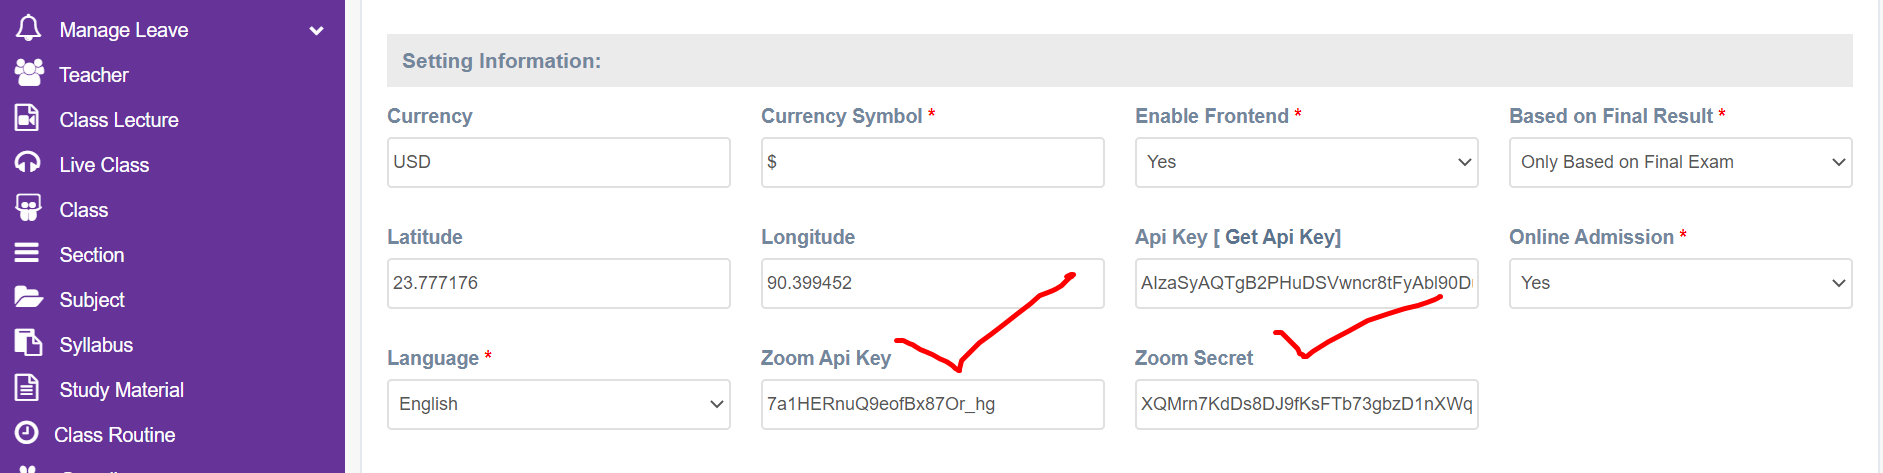 Manage Leave
Teacher
Class Lecture
Live Class
Class
Section
Subject
Syllabus
Study Material
Class Routine
Setting Information:
Currency
Currency Symbol *
Enable Frontend *
Based on Final Result *
USD
$
Yes
Only Based on Final Exam
Latitude
Longitude
Api Key [ Get Api Key]
Online Admission *
23.777176
90.399452
AIzaSyAQTgB2PHuDSVwncr8tFyAbl90D
Yes
Language *
Zoom Api Key
Zoom Secret
English
7a1HERnuQ9eofBx87Or_hg
XQMrn7KdDs8DJ9fKsFTb73gbzD1nXWq